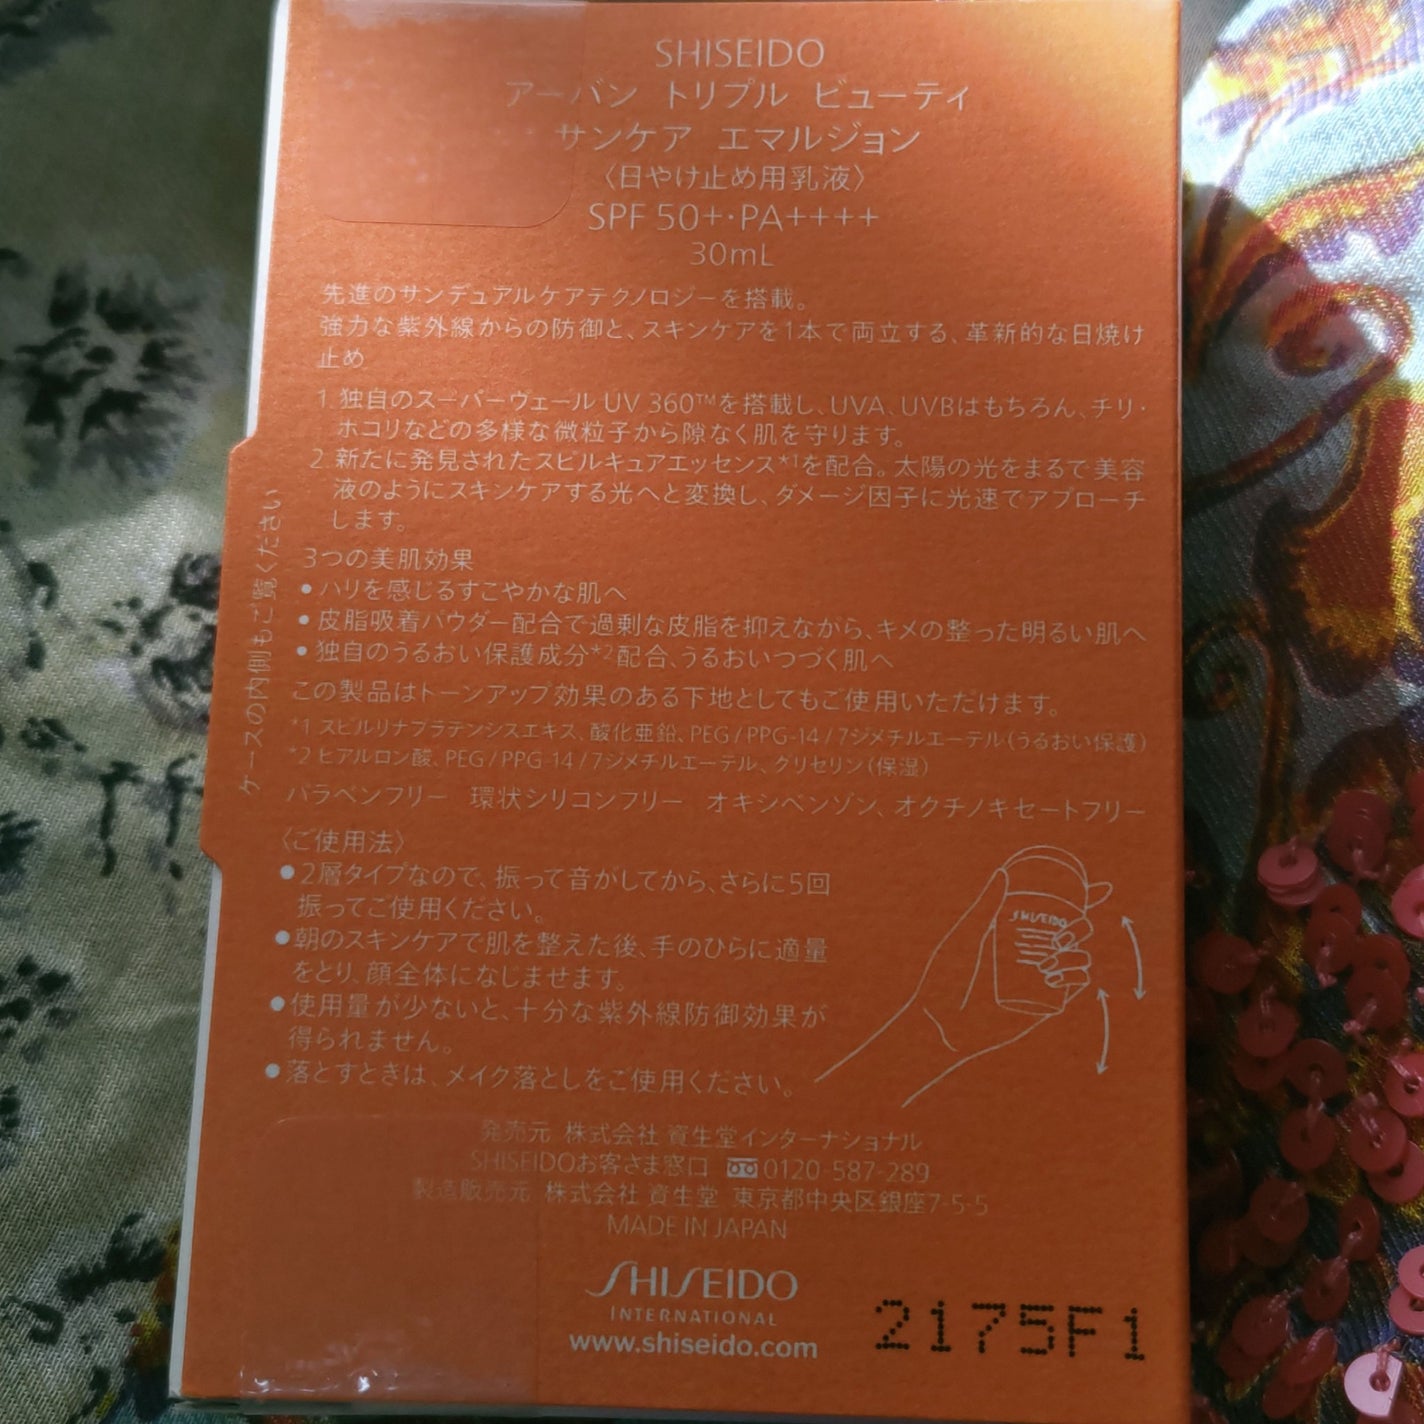 SHISEIDO
アーバン トリプル ビューティ
サンケア エマルジョン
〈日やけ止め用乳液〉
SPF 50+・PA++++
30mL
先進のサンデュアルケアテクノロジーを搭載。
強力な紫外線からの防御と、スキンケアを1本で両立する、革新的な日焼け
止め
1. 独自のスーパーヴェール UV 360™を搭載し、UVA、UVBはもちろん、チリ・
ホコリなどの多様な微粒子から隙なく肌を守ります。
2. 新たに発見されたスピルキュアエッセンス*1を配合。太陽の光をまるで美容
液のようにスキンケアする光へと変換し、ダメージ因子に光速でアプローチ
します。
3つの美肌効果
● ハリを感じるすこやかな肌へ
● 皮脂吸着パウダー配合で過剰な皮脂を抑えながら、キメの整った明るい肌へ
● 独自のうるおい保護成分*2配合、うるおいつづく肌へ
この製品はトーンアップ効果のある下地としてもご使用いただけます。
*1 スピルリナプラテンシスエキス、酸化亜鉛、PEG/PPG-14/7ジメチルエーテル(うるおい保護)
*2 ヒアルロン酸、PEG/PPG-14/7ジメチルエーテル、グリセリン(保湿)
パラベンフリー 環状シリコンフリー オキシベンゾン、オクチノキセートフリー
〈ご使用法〉
● 2層タイプなので、振って音がしてから、さらに5回
振ってご使用ください。
● 朝のスキンケアで肌を整えた後、手のひらに適量
をとり、顔全体になじませます。
● 使用量が少ないと、十分な紫外線防御効果が
得られません。
● 落とすときは、メイク落としをご使用ください。
SHISEIDO
ケースの内側もご覧ください
発売元 株式会社 資生堂インターナショナル
SHISEIDOお客さま窓口 0120-587-289
製造販売元 株式会社 資生堂 東京都中央区銀座7-5-5
MADE IN JAPAN
SHISEIDO
INTERNATIONAL
www.shiseido.com
2175F1